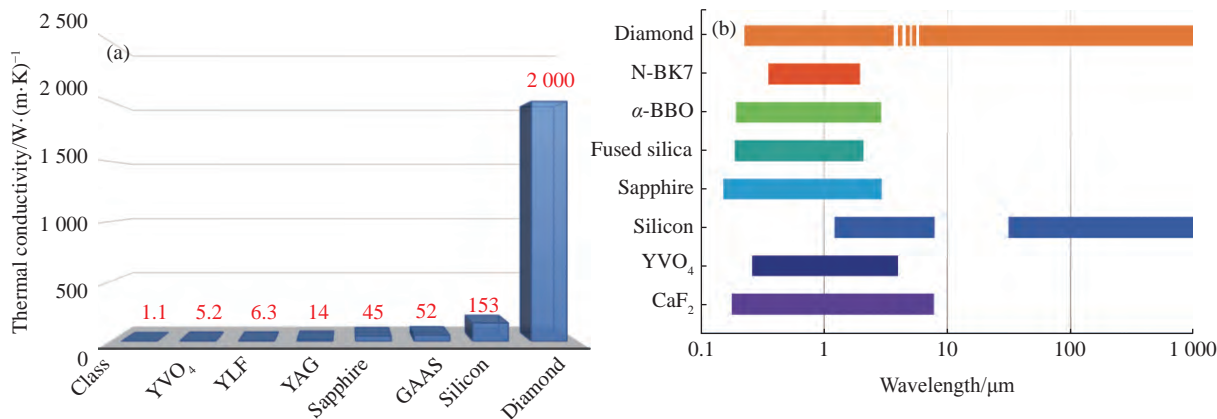 (a)
Thermal conductivity/W·(m·K)⁻¹
2 500
2 000
1 500
1 000
500
0
1.1
5.2
6.3
14
45
52
153
2 000
Class
YVO₄
YLF
YAG
Sapphire
GAAS
Silicon
Diamond
(b)
Diamond
N-BK7
α-BBO
Fused silica
Sapphire
Silicon
YVO₄
CaF₂
0.1
1
10
100
1 000
Wavelength/μm